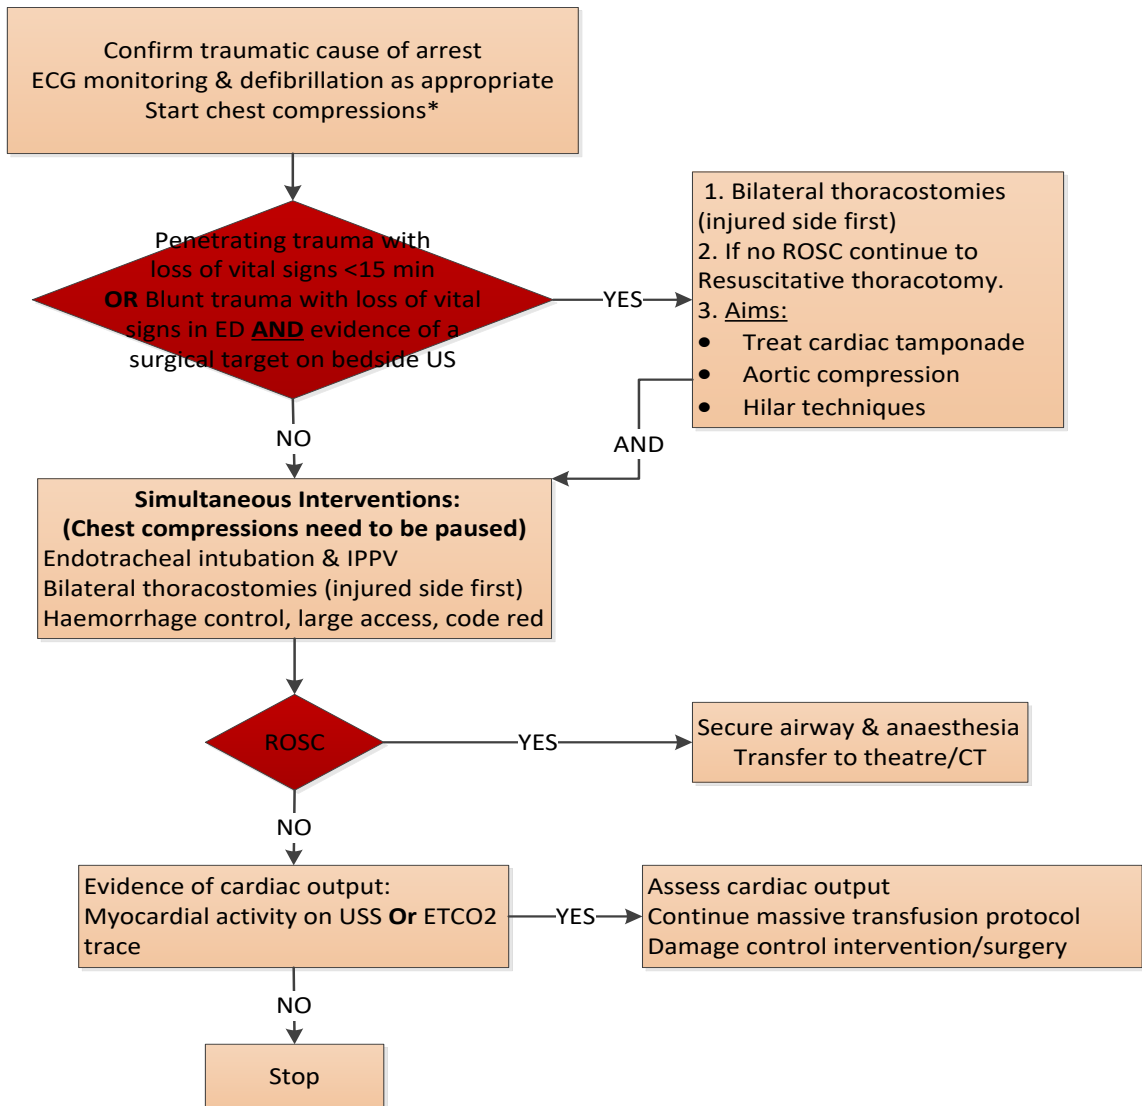 Confirm traumatic cause of arrest
ECG monitoring & defibrillation as appropriate
Start chest compressions*
Penetrating trauma with
loss of vital signs <15 min
OR Blunt trauma with loss of vital
signs in ED AND evidence of a
surgical target on bedside US
YES
1. Bilateral thoracostomies
(injured side first)
2. If no ROSC continue to
Resuscitative thoracotomy.
3. Aims:
• Treat cardiac tamponade
• Aortic compression
• Hilar techniques
AND
NO
Simultaneous Interventions:
(Chest compressions need to be paused)
Endotracheal intubation & IPPV
Bilateral thoracostomies (injured side first)
Haemorrhage control, large access, code red
ROSC
YES
Secure airway & anaesthesia
Transfer to theatre/CT
NO
Evidence of cardiac output:
Myocardial activity on USS Or ETCO2
trace
YES
Assess cardiac output
Continue massive transfusion protocol
Damage control intervention/surgery
NO
Stop